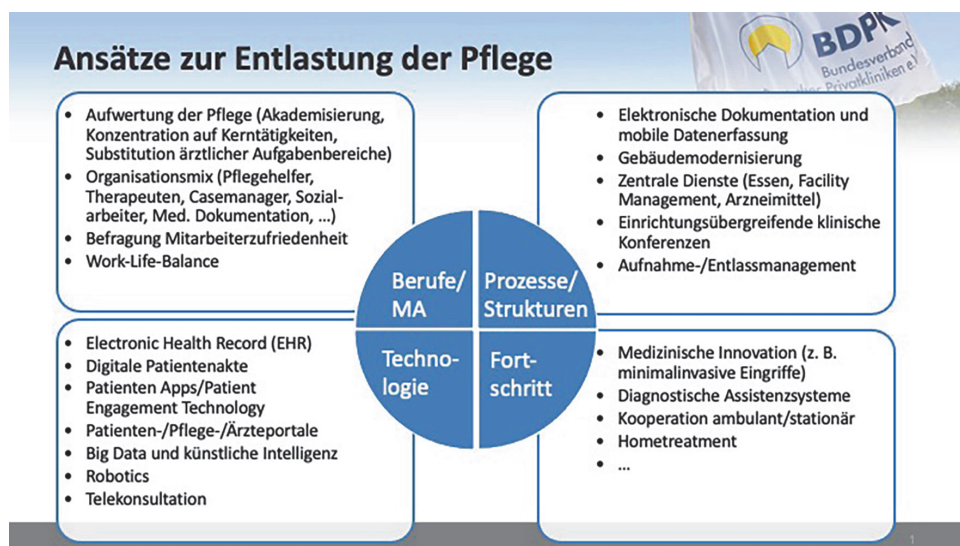 Ansätze zur Entlastung der Pflege
BDPK
Bundesverband
Privatkliniken e.V.
• Aufwertung der Pflege (Akademisierung,
Konzentration auf Kerntätigkeiten,
Substitution ärztlicher Aufgabenbereiche)
• Organisationsmix (Pflegehelfer,
Therapeuten, Casemanager, Sozial-
arbeiter, Med. Dokumentation, ...)
• Befragung Mitarbeiterzufriedenheit
• Work-Life-Balance
• Elektronische Dokumentation und
mobile Datenerfassung
• Gebäudemodernisierung
• Zentrale Dienste (Essen, Facility
Management, Arzneimittel)
• Einrichtungsübergreifende klinische
Konferenzen
• Aufnahme-/Entlassmanagement
Berufe/
MA
Prozesse/
Strukturen
Techno-
logie
Fort-
schritt
• Electronic Health Record (EHR)
• Digitale Patientenakte
• Patienten Apps/Patient
Engagement Technology
• Patienten-/Pflege-/Ärzteportale
• Big Data und künstliche Intelligenz
• Robotics
• Telekonsultation
• Medizinische Innovation (z. B.
minimalinvasive Eingriffe)
• Diagnostische Assistenzsysteme
• Kooperation ambulant/stationär
• Hometreatment
• ...
1